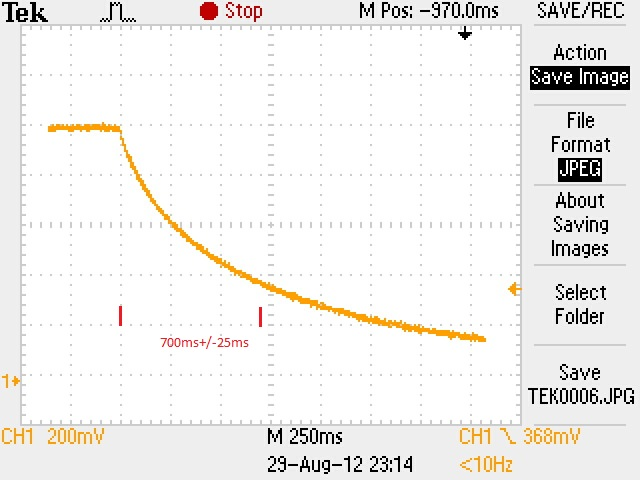 Tek Stop M Pos: -970.0ms SAVE/REC
Action
Save Image
File
Format
JPEG
About
Saving
Images
Select
Folder
Save
TEK0006.JPG
700ms+/-25ms
1
CH1 200mV M 250ms CH1 368mV
29-Aug-12 23:14 <10Hz